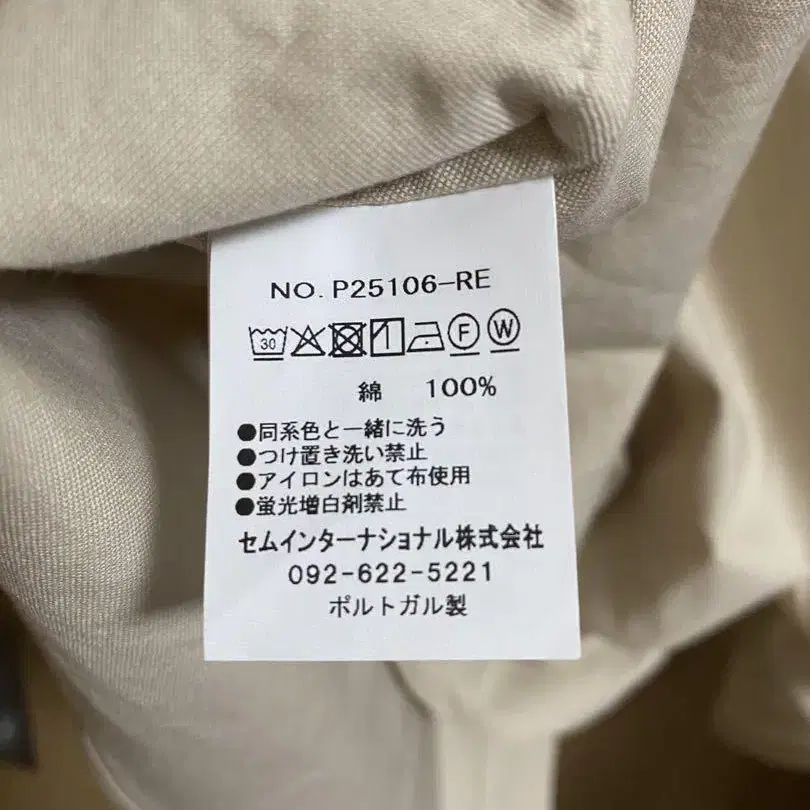 NO. P25106-RE
30 F W
綿 100%
●同系色と一緒に洗う
●つけ置き洗い禁止
●アイロンはあて布使用
●蛍光増白剤禁止
セムインターナショナル株式会社
092-622-5221
ポルトガル製